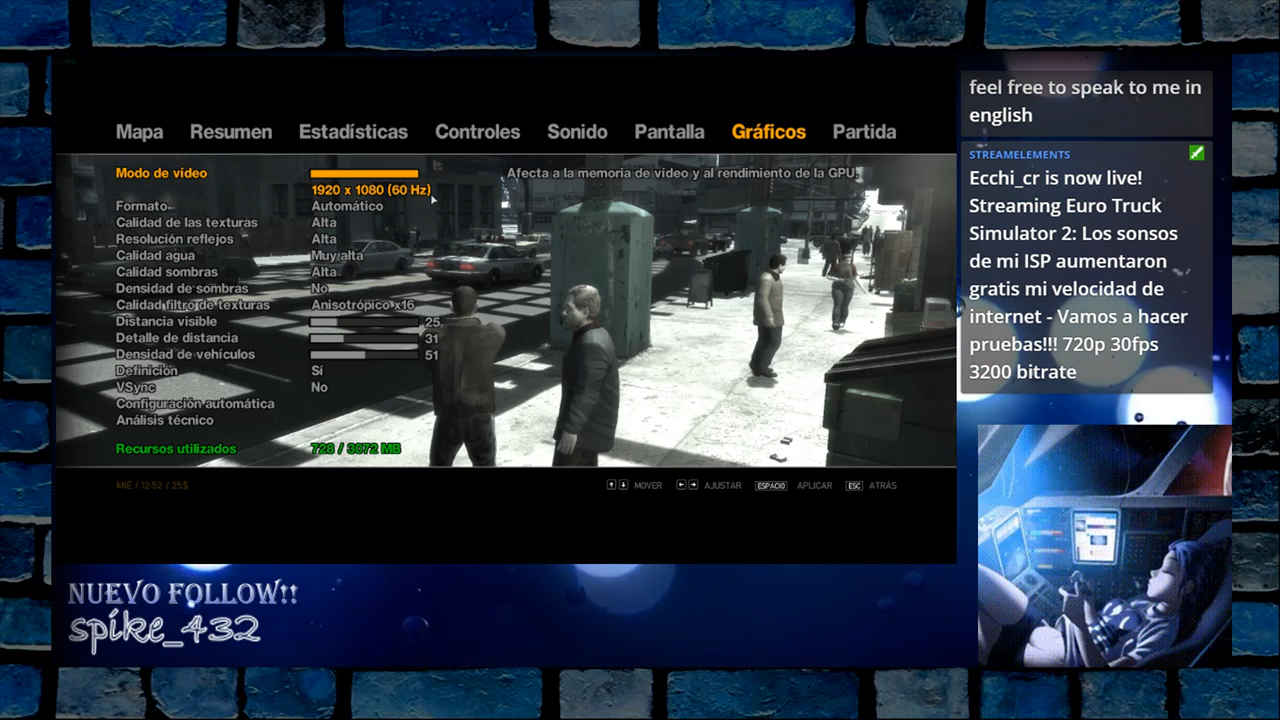 Mapa Resumen Estadísticas Controles Sonido Pantalla Gráficos Partida
Modo de vídeo
1920 x 1080 (60 Hz)
Afecta a la memoria de vídeo y al rendimiento de la GPU.
Formato Automático
Calidad de las texturas Alta
Resolución reflejos Alta
Calidad agua Muy alta
Calidad sombras Alta
Densidad de sombras No
Calidad filtro de texturas Anisotrópico x16
Distancia visible 25
Detalle de distancia 31
Densidad de vehículos 51
Definición Sí
VSync No
Configuración automática
Análisis técnico
Recursos utilizados 728 / 3072 MB
MIÉ / 12:52 / 25$
MOVER AJUSTAR ESPACIO APLICAR ESC ATRÁS
feel free to speak to me in
english
STREAMELEMENTS
Ecchi_cr is now live!
Streaming Euro Truck
Simulator 2: Los sonsos
de mi ISP aumentaron
gratis mi velocidad de
internet - Vamos a hacer
pruebas!!! 720p 30fps
3200 bitrate
NUEVO FOLLOW!!
spike_432